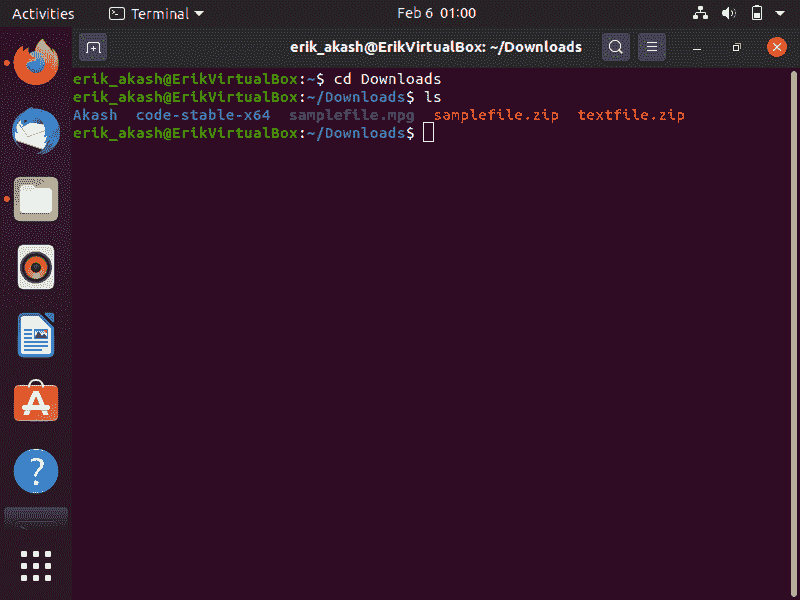 Activities Terminal Feb 6 01:00
erik_akash@ErikVirtualBox: ~/Downloads
erik_akash@ErikVirtualBox:~$ cd Downloads
erik_akash@ErikVirtualBox:~/Downloads$ ls
Akash code-stable-x64 samplefile.mpg samplefile.zip textfile.zip
erik_akash@ErikVirtualBox:~/Downloads$